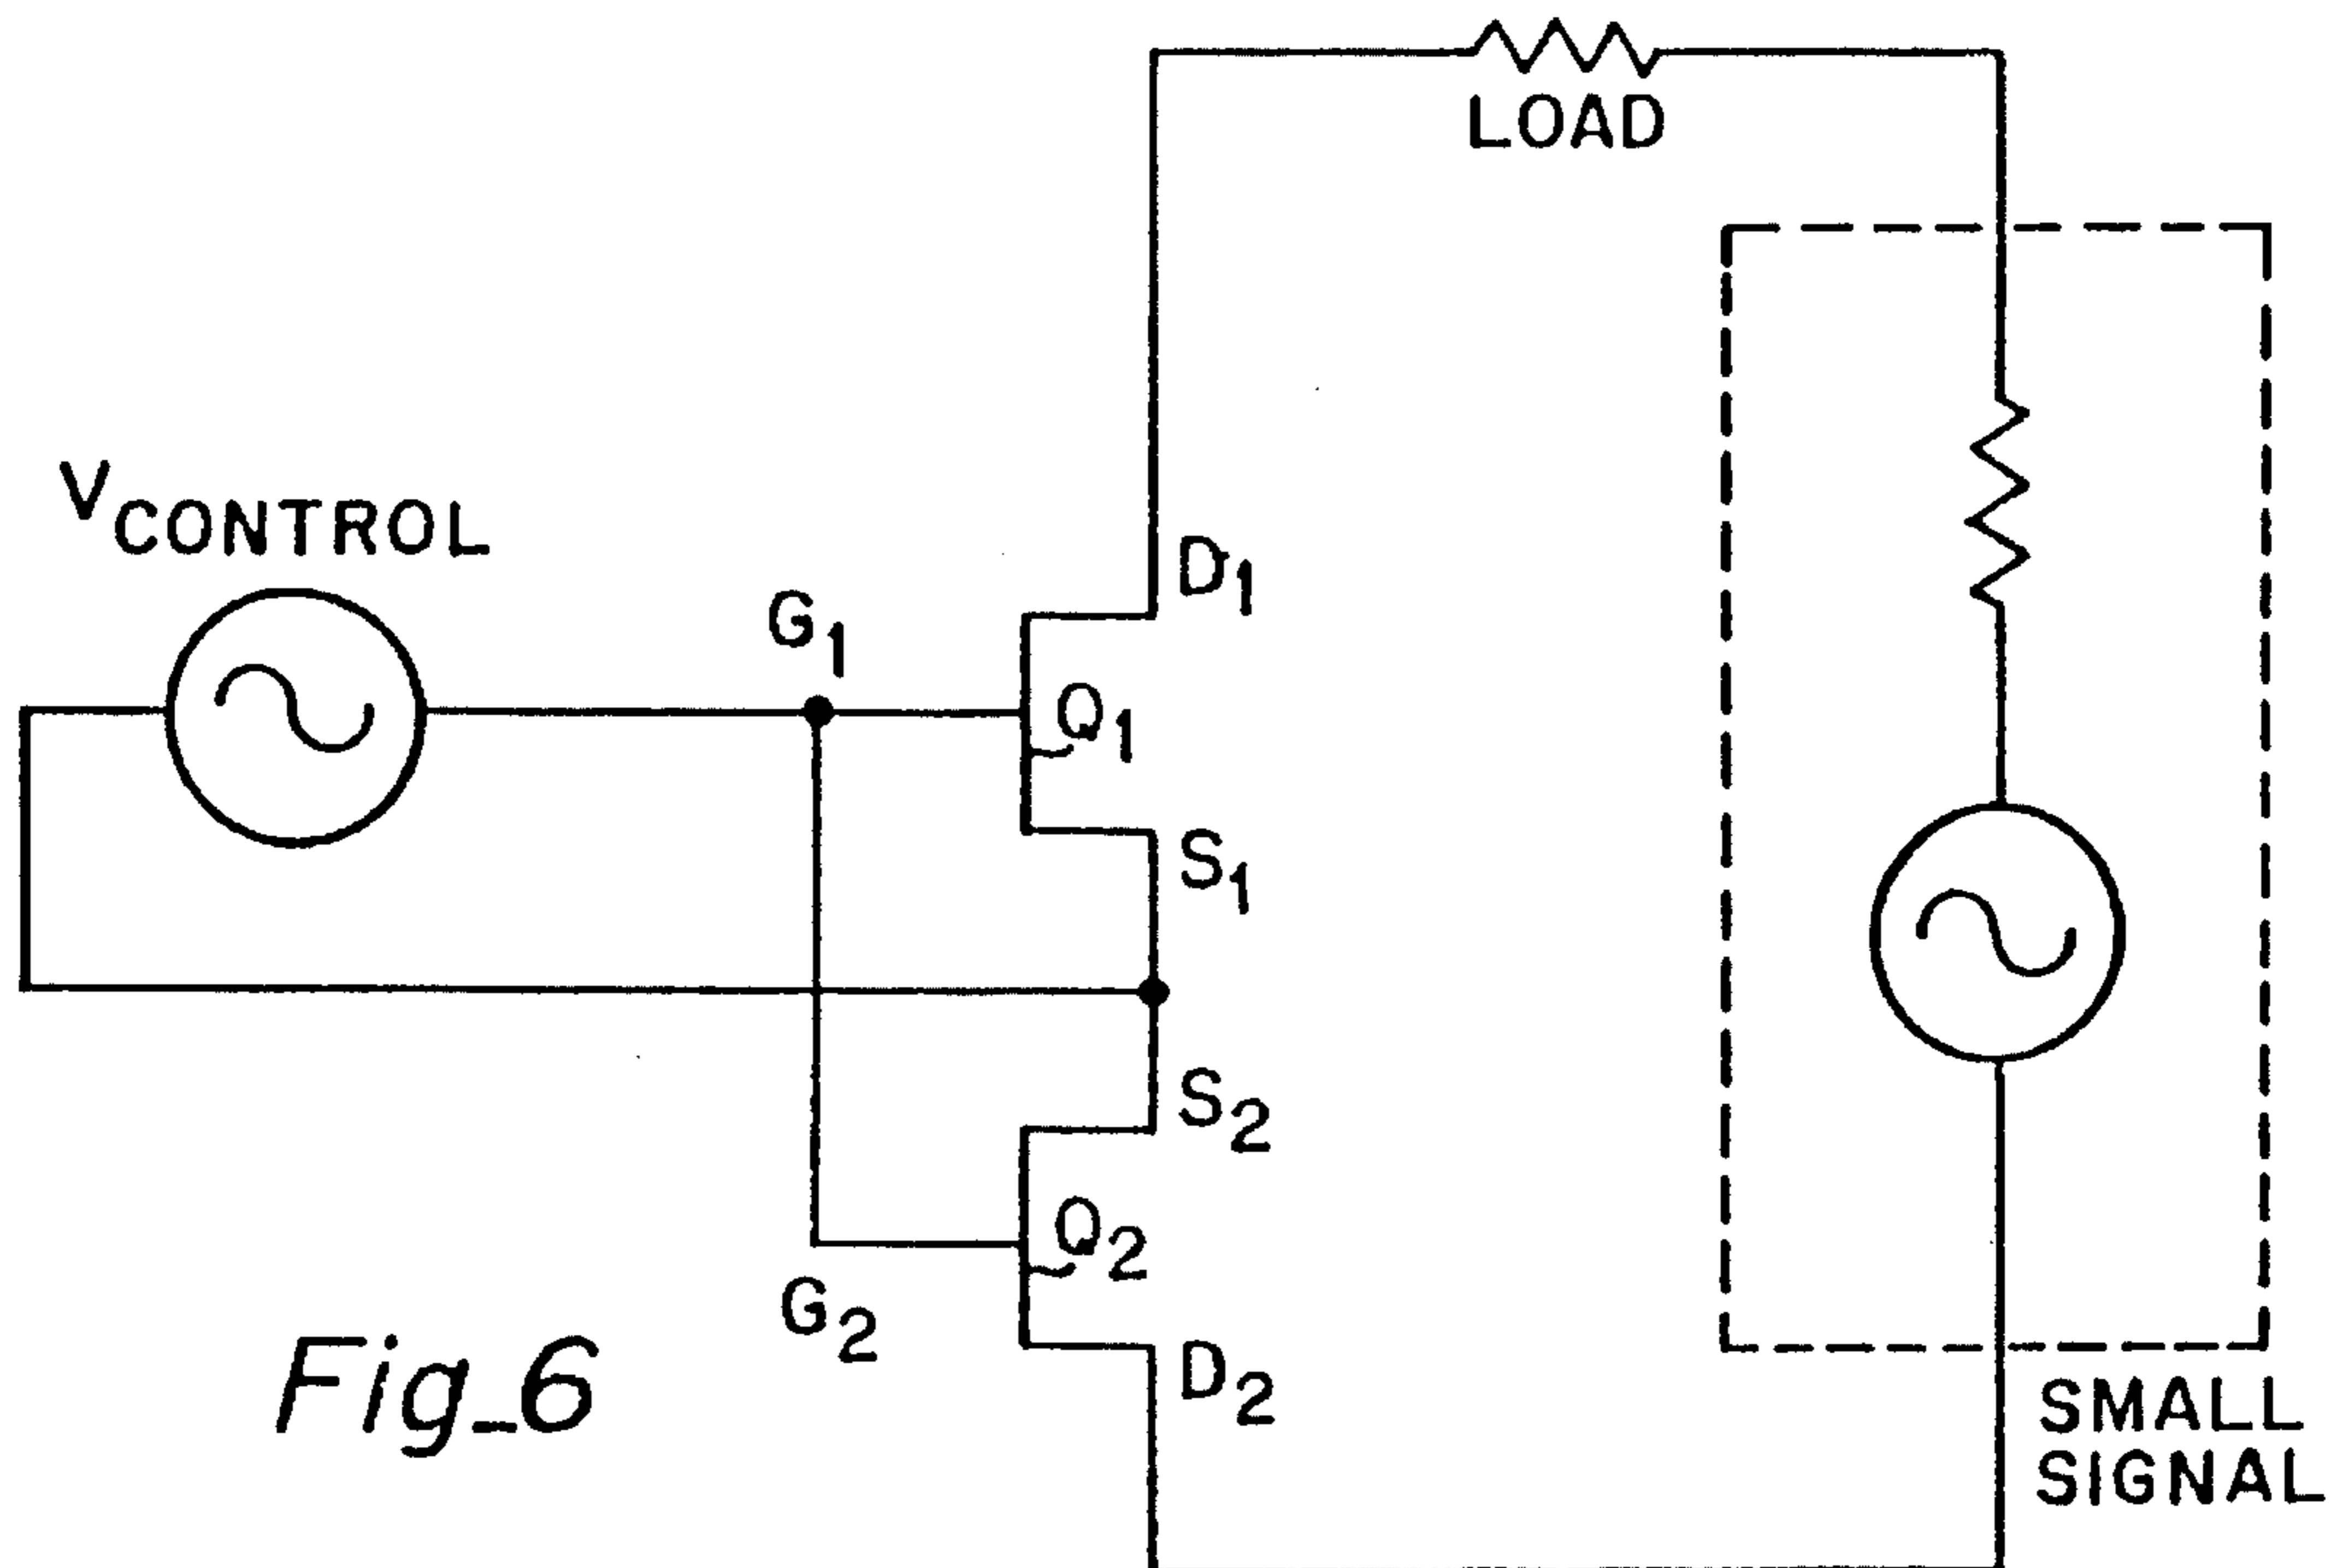 LOAD
VCONTROL
D1
G1
Q1
S1
S2
Q2
G2
D2
Fig_6
SMALL
SIGNAL